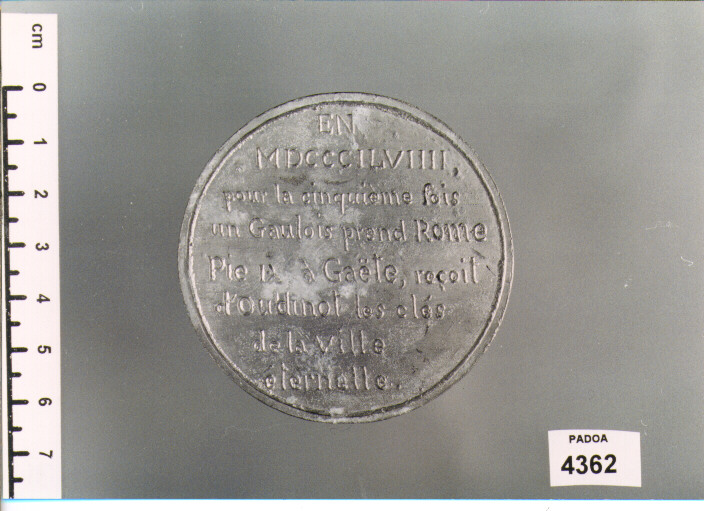 cm
0
1
2
3
4
5
6
7
EN
MDCCCILVIIII,
pour la cinquième fois
un Gaulois prend Rome
Pie IX à Gaëte, reçoit
d'Oudinot les clés
de la ville
éternelle.
PADOA
4362